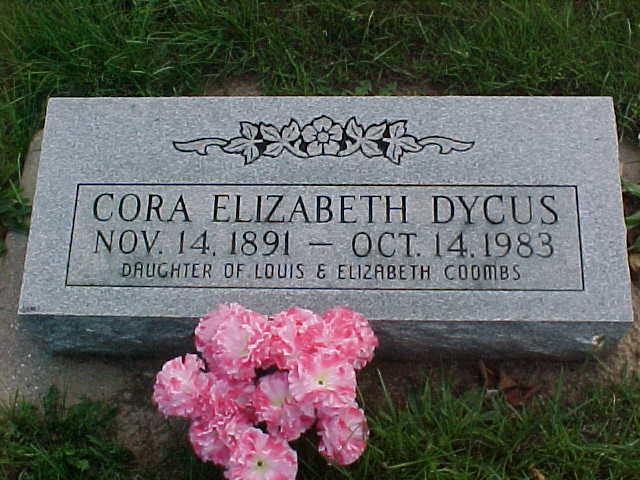 CORA ELIZABETH DYCUS
NOV. 14, 1891 — OCT. 14, 1983
DAUGHTER OF LOUIS & ELIZABETH COOMBS